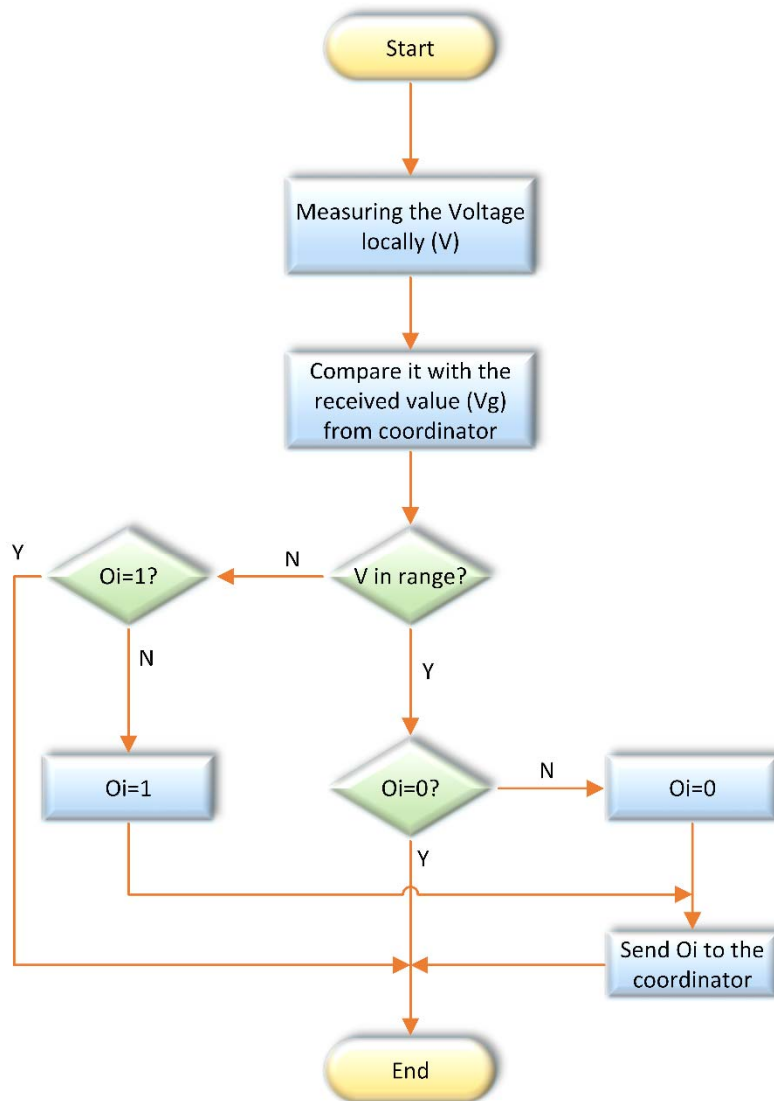 Start
Measuring the Voltage
locally (V)
Compare it with the
received value (Vg)
from coordinator
Y
Oi=1?
N
V in range?
N
Y
Oi=1
Oi=0?
N
Oi=0
Y
Send Oi to the
coordinator
End